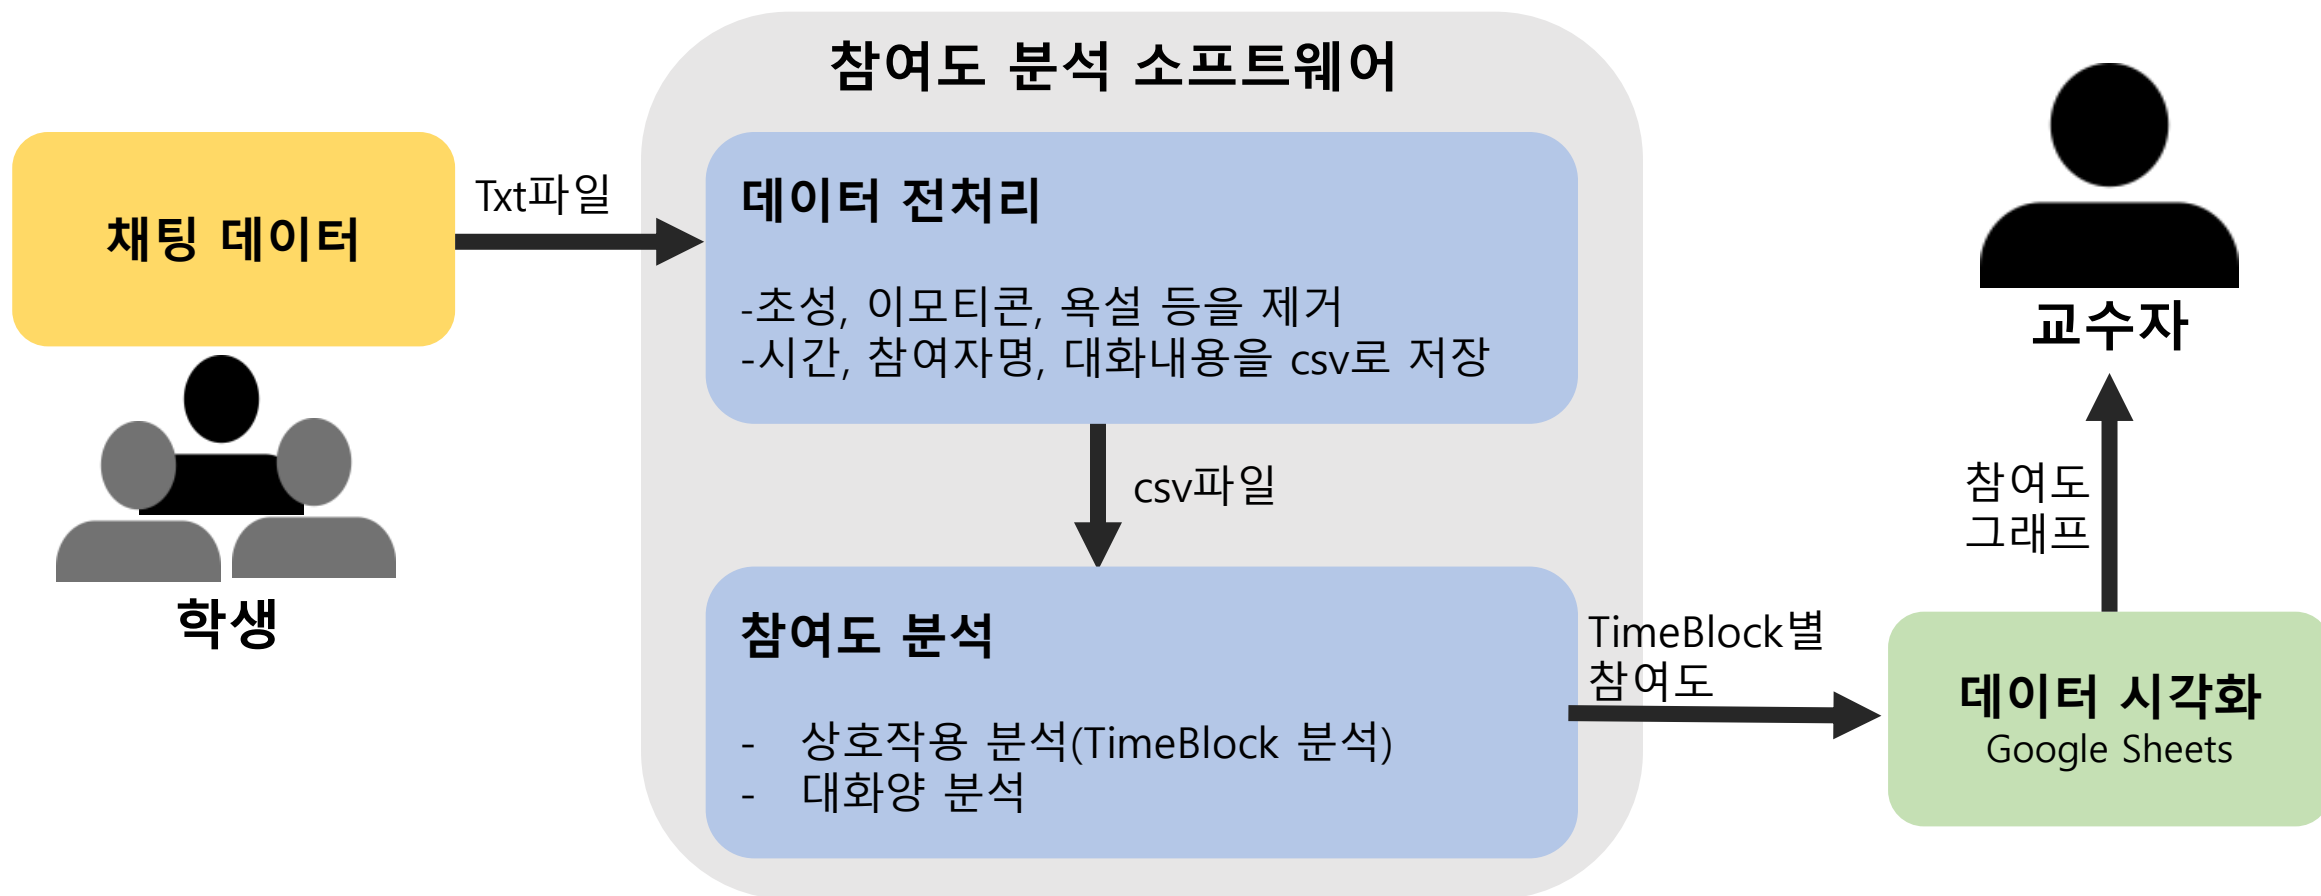 참여도 분석 소프트웨어
채팅 데이터
학생
Txt파일
데이터 전처리
-초성, 이모티콘, 욕설 등을 제거
-시간, 참여자명, 대화내용을 csv로 저장
csv파일
참여도 분석
- 상호작용 분석(TimeBlock 분석)
- 대화양 분석
TimeBlock별
참여도
데이터 시각화
Google Sheets
참여도
그래프
교수자